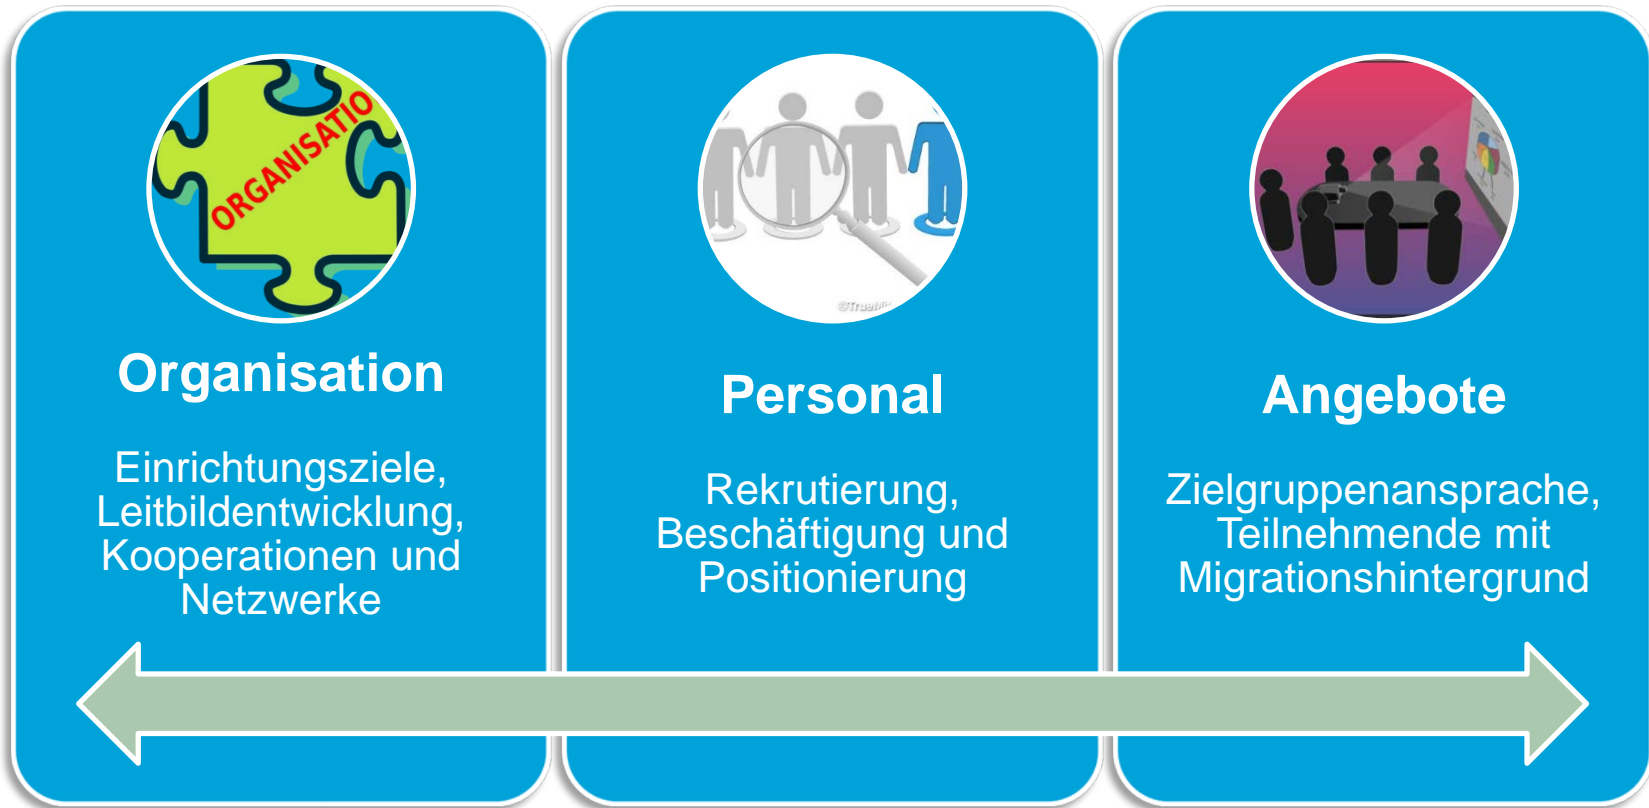 ORGANISATIO
Organisation
Einrichtungsziele,
Leitbildentwicklung,
Kooperationen und
Netzwerke
Personal
Rekrutierung,
Beschäftigung und
Positionierung
Angebote
Zielgruppenansprache,
Teilnehmende mit
Migrationshintergrund